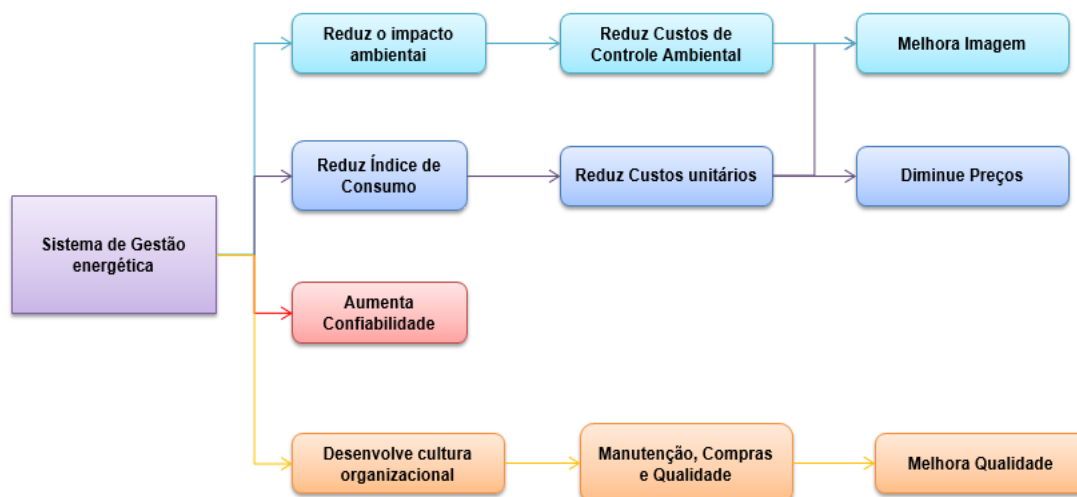 Reduz o impacto
ambientai
Reduz Custos de
Controle Ambiental
Melhora Imagem
Reduz Índice de
Consumo
Reduz Custos unitários
Diminue Preços
Sistema de Gestão
energética
Aumenta
Confiabilidade
Desenvolve cultura
organizacional
Manutenção, Compras
e Qualidade
Melhora Qualidade